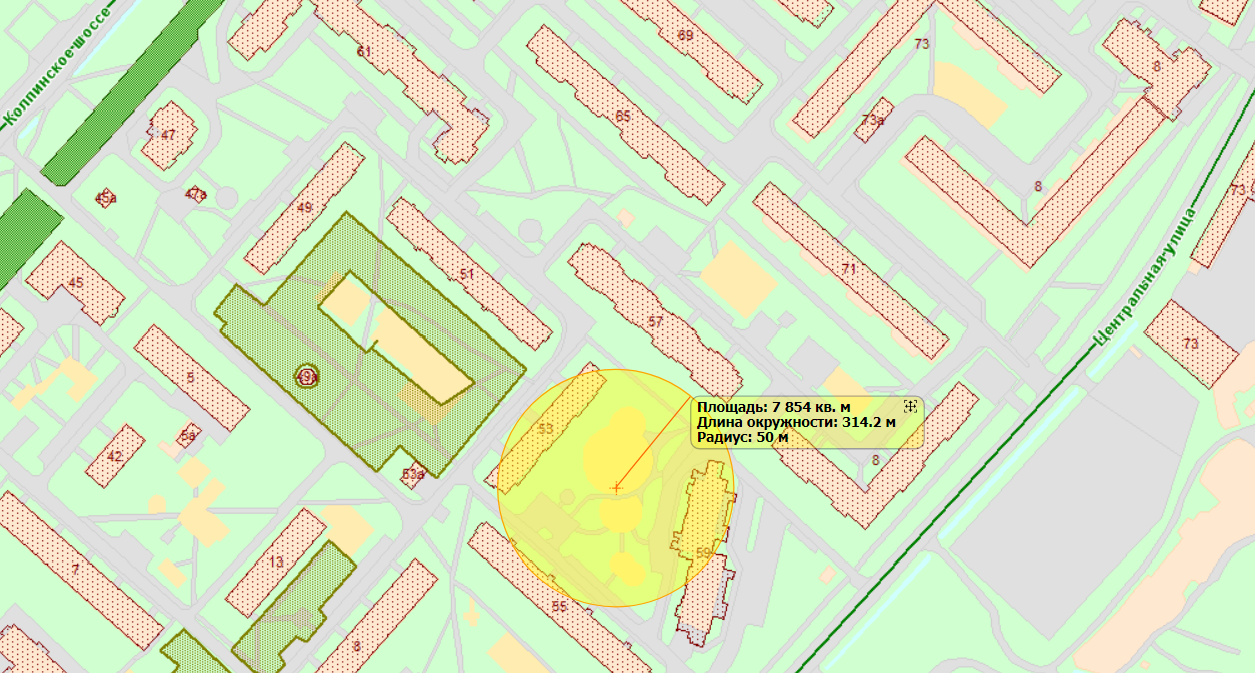 Колпинское шоссе
61
69
73
8
65
73а
47
45а
47а
49
8
73
51
71
45
57
73
Центральная улица
49а
5
Площадь: 7 854 кв. м
Длина окружности: 314.2 м
Радиус: 50 м
53
5а
42
53а
8
59
13
7
55
8